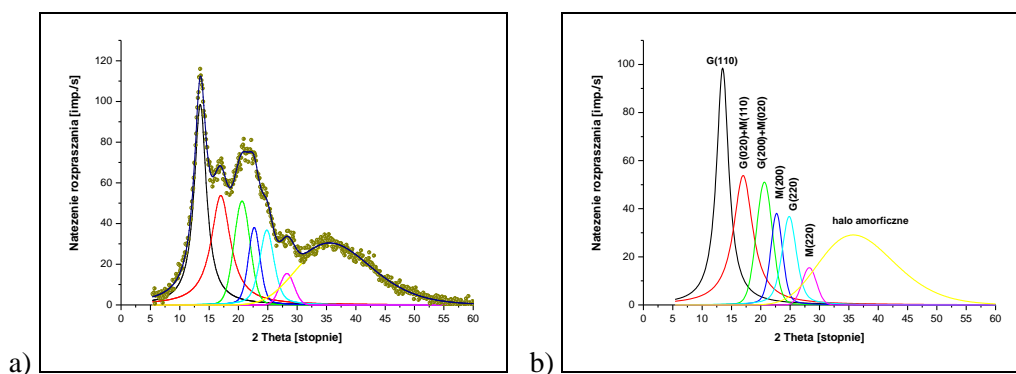 120
100
80
60
40
20
0
Natezenie rozpraszania [imp./s]
0 5 10 15 20 25 30 35 40 45 50 55 60
2 Theta [stopnie]
a)
120
100
80
60
40
20
0
Natezenie rozpraszania [imp./s]
G(110)
G(020)+M(110)
G(200)+M(020)
M(200)
G(220)
M(220)
halo amorficzne
0 5 10 15 20 25 30 35 40 45 50 55 60
2 Theta [stopnie]
b)